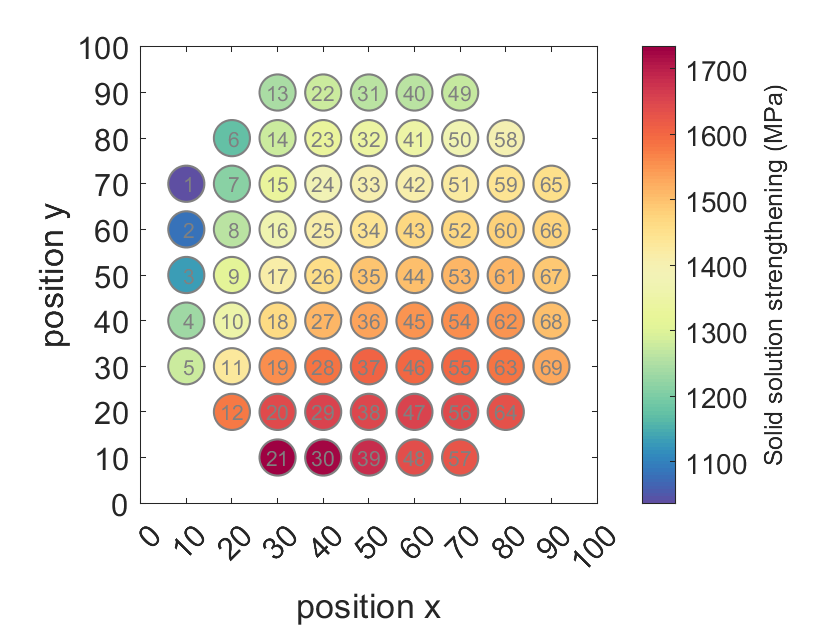 100
90
80
70
60
50
40
30
20
10
0
position y
13 22 31 40 49
6 14 23 32 41 50 58
1 7 15 24 33 42 51 59 65
2 8 16 25 34 43 52 60 66
3 9 17 26 35 44 53 61 67
4 10 18 27 36 45 54 62 68
5 11 19 28 37 46 55 63 69
12 20 29 38 47 56 64
21 30 39 48 57
0 10 20 30 40 50 60 70 80 90 100
position x
1700
1600
1500
1400
1300
1200
1100
Solid solution strengthening (MPa)